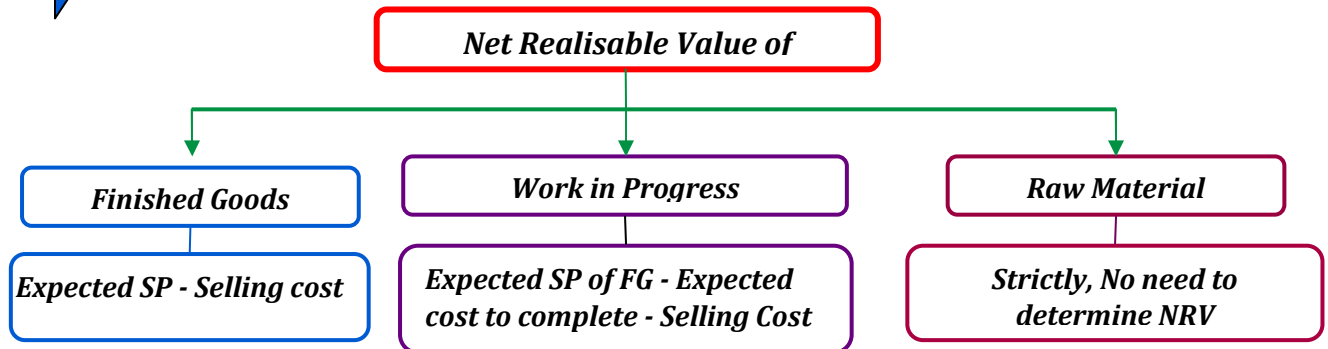 Net Realisable Value of
Finished Goods
Work in Progress
Raw Material
Expected SP - Selling cost
Expected SP of FG - Expected
cost to complete - Selling Cost
Strictly, No need to
determine NRV